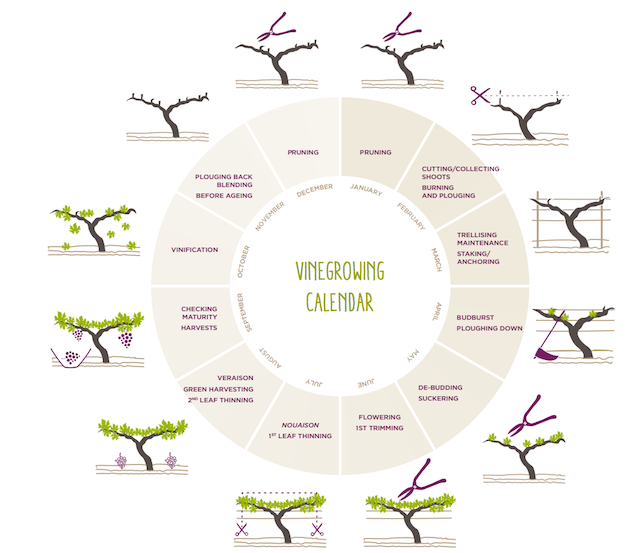 VINEGROWING
CALENDAR
JANUARY
PRUNING
FEBRUARY
CUTTING/COLLECTING
SHOOTS
BURNING
AND PLOUGING
MARCH
TRELLISING
MAINTENANCE
STAKING/
ANCHORING
APRIL
BUDBURST
PLOUGHING DOWN
MAY
DE-BUDDING
SUCKERING
JUNE
FLOWERING
1ST TRIMMING
JULY
NOUAISON
1ST LEAF THINNING
AUGUST
VERAISON
GREEN HARVESTING
2ND LEAF THINNING
SEPTEMBER
CHECKING
MATURITY
HARVESTS
OCTOBER
VINIFICATION
NOVEMBER
PLOUGING BACK
BLENDING
BEFORE AGEING
DECEMBER
PRUNING